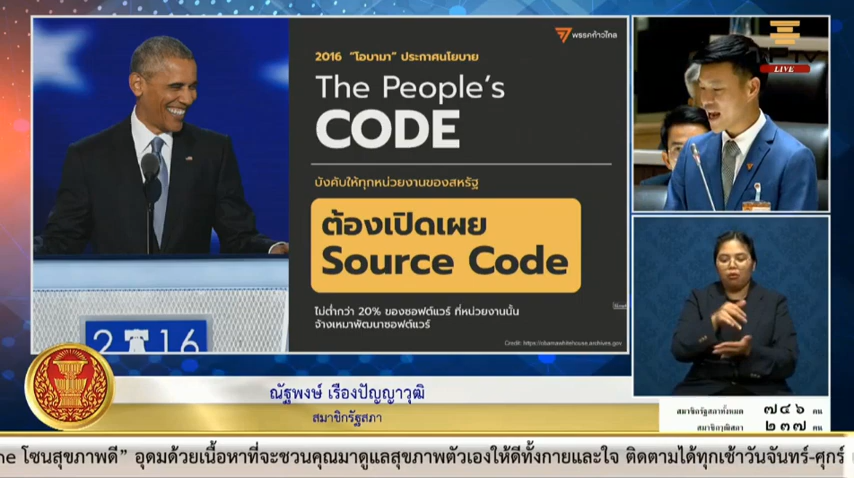 พรรคก้าวไกล
2016 "โอบามา" ประกาศนโยบาย
The People's
CODE
บังคับให้ทุกหน่วยงานของสหรัฐ
ต้องเปิดเผย
Source Code
ไม่ต่ำกว่า 20% ของซอฟต์แวร์ ที่หน่วยงานนั้น
จ้างเหมาพัฒนาซอฟต์แวร์
Credit: https://obamawhitehouse.archives.gov
2016
LIVE
ณัฐพงษ์ เรืองปัญญาวุฒิ
สมาชิกรัฐสภา
สมาชิกรัฐสภาทั้งหมด ๗๔๖ คน
สมาชิกวุฒิสภา ๒๓๗ คน
โซนสุขภาพดี" อุดมด้วยเนื้อหาที่จะชวนคุณมาดูแลสุขภาพตัวเองให้ดีทั้งกายและใจ ติดตามได้ทุกเช้าวันจันทร์-ศุกร์